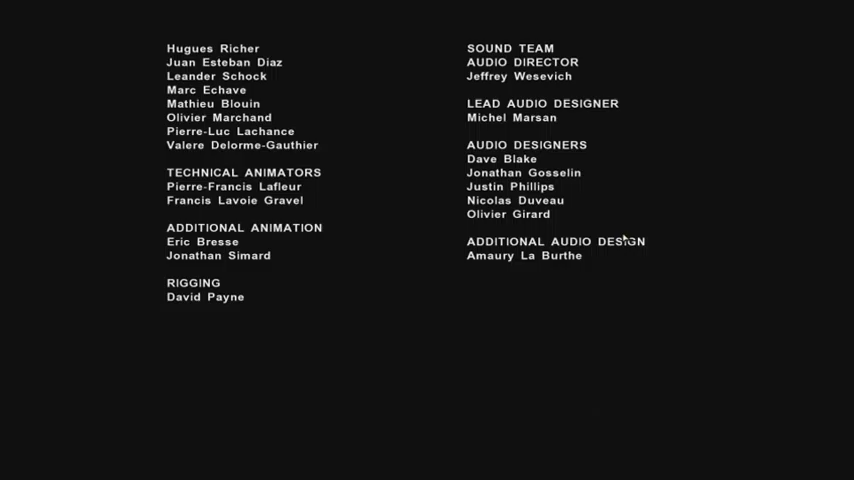 Hugues Richer
Juan Esteban Diaz
Leander Schock
Marc Echave
Mathieu Blouin
Olivier Marchand
Pierre-Luc Lachance
Valere Delorme-Gauthier
TECHNICAL ANIMATORS
Pierre-Francis Lafleur
Francis Lavoie Gravel
ADDITIONAL ANIMATION
Eric Bresse
Jonathan Simard
RIGGING
David Payne
SOUND TEAM
AUDIO DIRECTOR
Jeffrey Wesevich
LEAD AUDIO DESIGNER
Michel Marsan
AUDIO DESIGNERS
Dave Blake
Jonathan Gosselin
Justin Phillips
Nicolas Duveau
Olivier Girard
ADDITIONAL AUDIO DESIGN
Amaury La Burthe